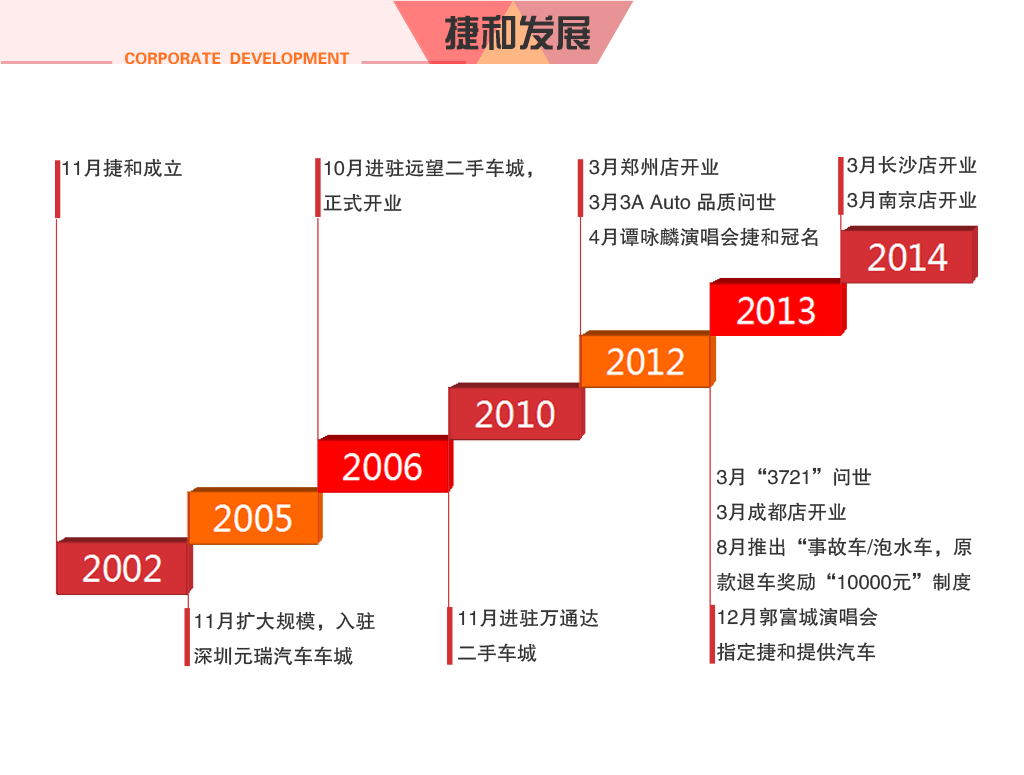 捷和发展
CORPORATE DEVELOPMENT
11月捷和成立
10月进驻远望二手车城，
正式开业
3月郑州店开业
3月3A Auto 品质问世
4月谭咏麟演唱会捷和冠名
3月长沙店开业
3月南京店开业
2014
2013
2012
2010
2006
2005
2002
11月扩大规模，入驻
深圳元瑞汽车车城
11月进驻万通达
二手车城
3月“3721”问世
3月成都店开业
8月推出“事故车/泡水车，原
款退车奖励“10000元”制度
12月郭富城演唱会
指定捷和提供汽车